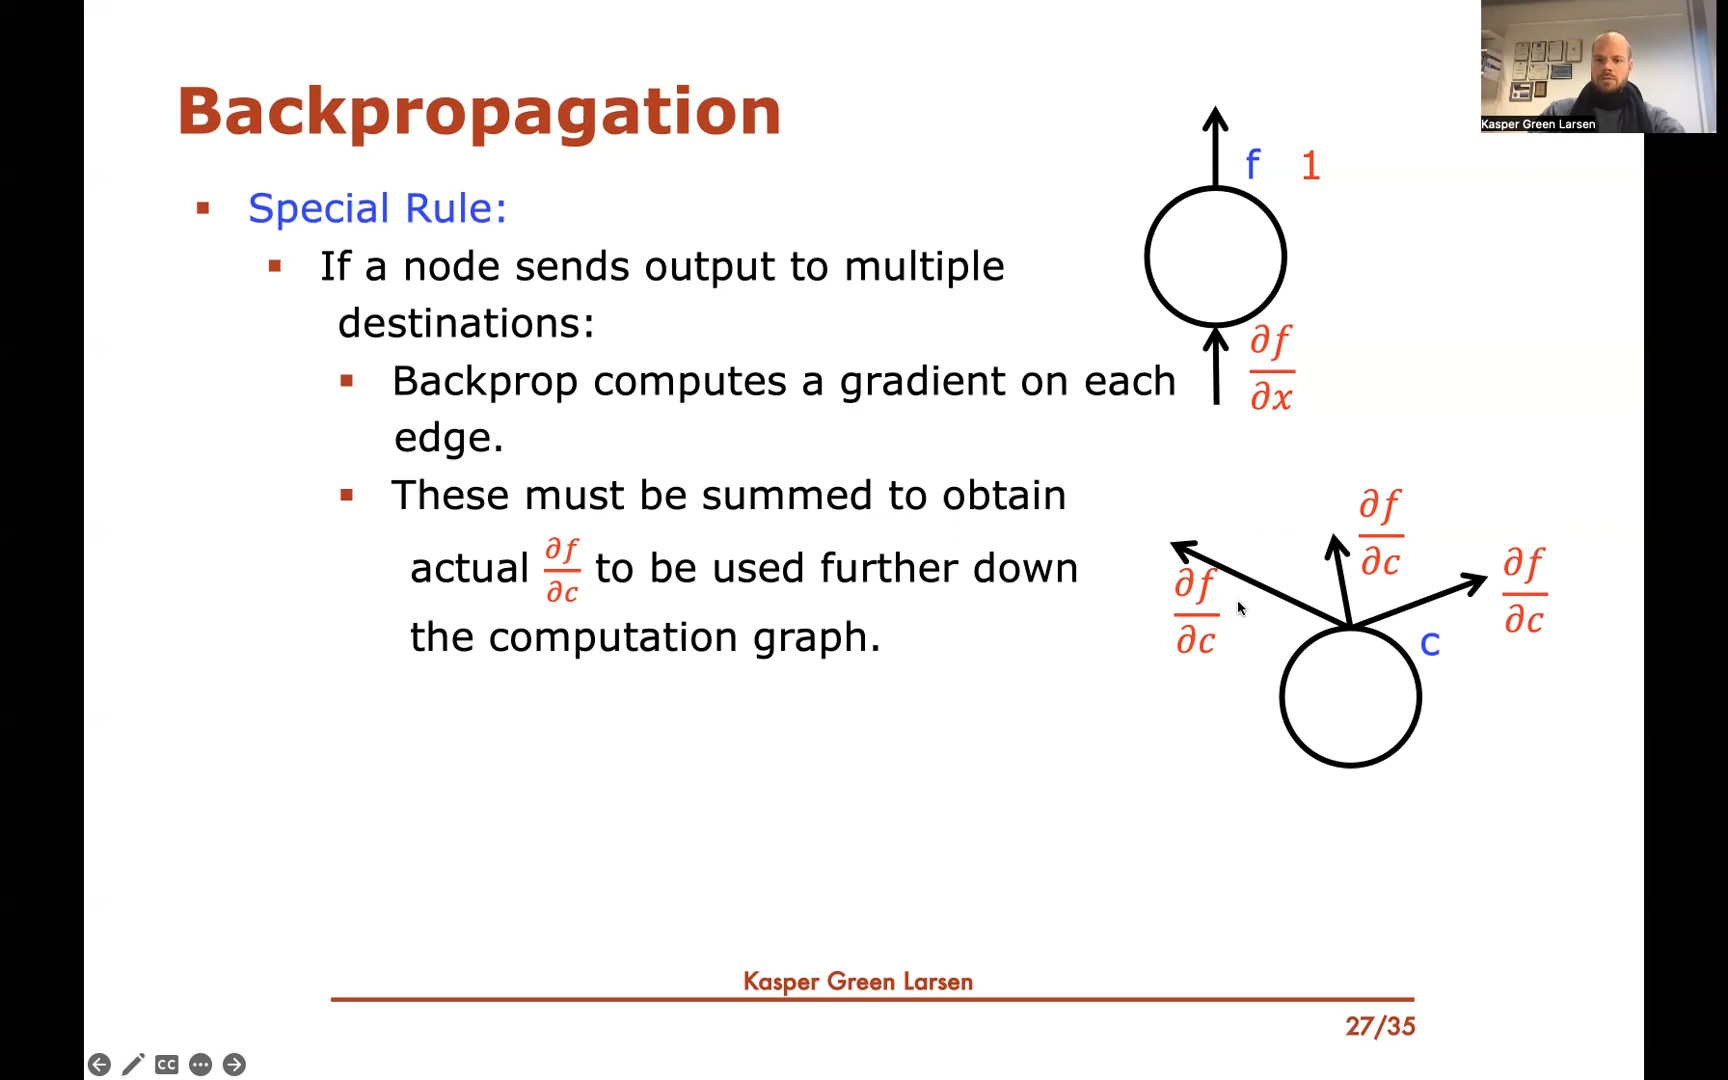 Backpropagation
Special Rule:
If a node sends output to multiple
destinations:
Backprop computes a gradient on each
edge.
These must be summed to obtain
actual ∂f/∂c to be used further down
the computation graph.
f 1
∂f/∂x
∂f/∂c
∂f/∂c
∂f/∂c
c
Kasper Green Larsen
Kasper Green Larsen
27/35
CC